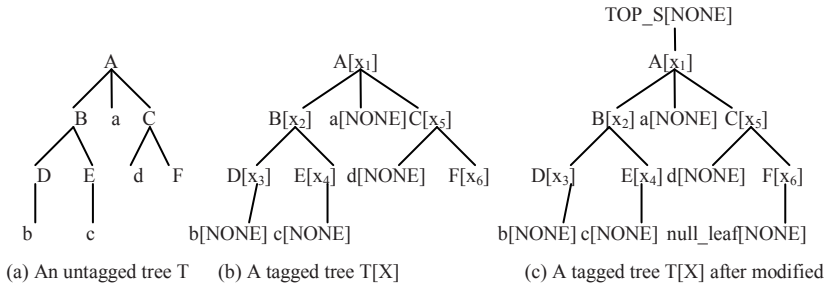 TOP_S[NONE]
A A[x₁] A[x₁]
B a C B[x₂] a[NONE] C[x₅] B[x₂] a[NONE] C[x₅]
D E d F D[x₃] E[x₄] d[NONE] F[x₆] D[x₃] E[x₄] d[NONE] F[x₆]
b c b[NONE] c[NONE] b[NONE] c[NONE] null_leaf[NONE]
(a) An untagged tree T (b) A tagged tree T[X] (c) A tagged tree T[X] after modified